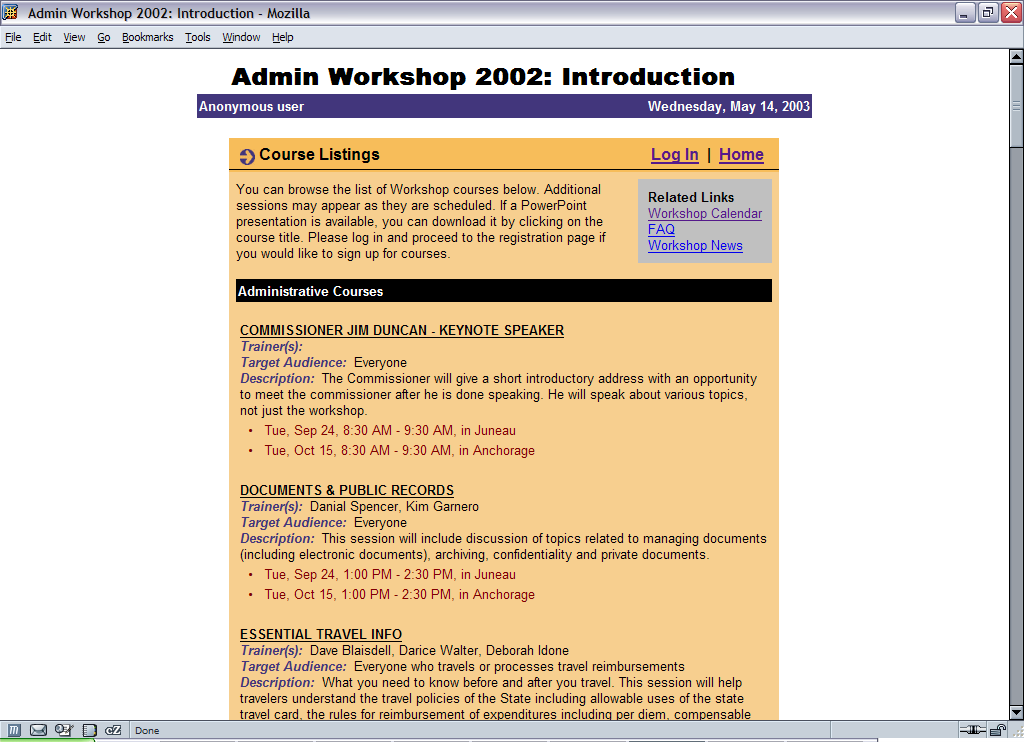 Admin Workshop 2002: Introduction - Mozilla
File Edit View Go Bookmarks Tools Window Help
Admin Workshop 2002: Introduction
Anonymous user Wednesday, May 14, 2003
Course Listings Log In | Home
You can browse the list of Workshop courses below. Additional
sessions may appear as they are scheduled. If a PowerPoint
presentation is available, you can download it by clicking on the
course title. Please log in and proceed to the registration page if
you would like to sign up for courses.
Related Links
Workshop Calendar
FAQ
Workshop News
Administrative Courses
COMMISSIONER JIM DUNCAN - KEYNOTE SPEAKER
Trainer(s):
Target Audience: Everyone
Description: The Commissioner will give a short introductory address with an opportunity
to meet the commissioner after he is done speaking. He will speak about various topics,
not just the workshop.
• Tue, Sep 24, 8:30 AM - 9:30 AM, in Juneau
• Tue, Oct 15, 8:30 AM - 9:30 AM, in Anchorage
DOCUMENTS & PUBLIC RECORDS
Trainer(s): Danial Spencer, Kim Garnero
Target Audience: Everyone
Description: This session will include discussion of topics related to managing documents
(including electronic documents), archiving, confidentiality and private documents.
• Tue, Sep 24, 1:00 PM - 2:30 PM, in Juneau
• Tue, Oct 15, 1:00 PM - 2:30 PM, in Anchorage
ESSENTIAL TRAVEL INFO
Trainer(s): Dave Blaisdell, Darice Walter, Deborah Idone
Target Audience: Everyone who travels or processes travel reimbursements
Description: What you need to know before and after you travel. This session will help
travelers understand the travel policies of the State including allowable uses of the state
travel card, the rules for reimbursement of expenditures including per diem, compensable
cZ Done